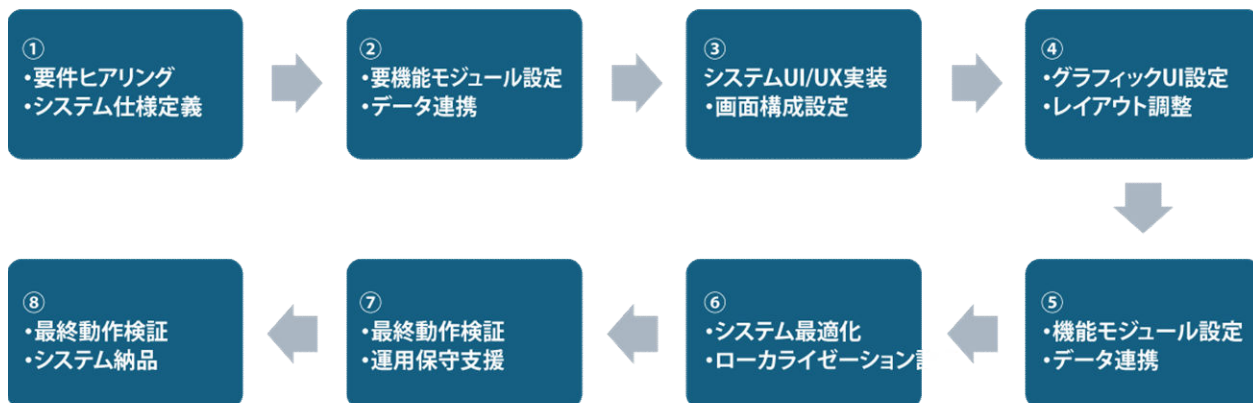 ①
・要件ヒアリング
・システム仕様定義
②
・要機能モジュール設定
・データ連携
③
システムUI/UX実装
・画面構成設定
④
・グラフィックUI設定
・レイアウト調整
⑤
・機能モジュール設定
・データ連携
⑥
・システム最適化
・ローカライゼーション
⑦
・最終動作検証
・運用保守支援
⑧
・最終動作検証
・システム納品